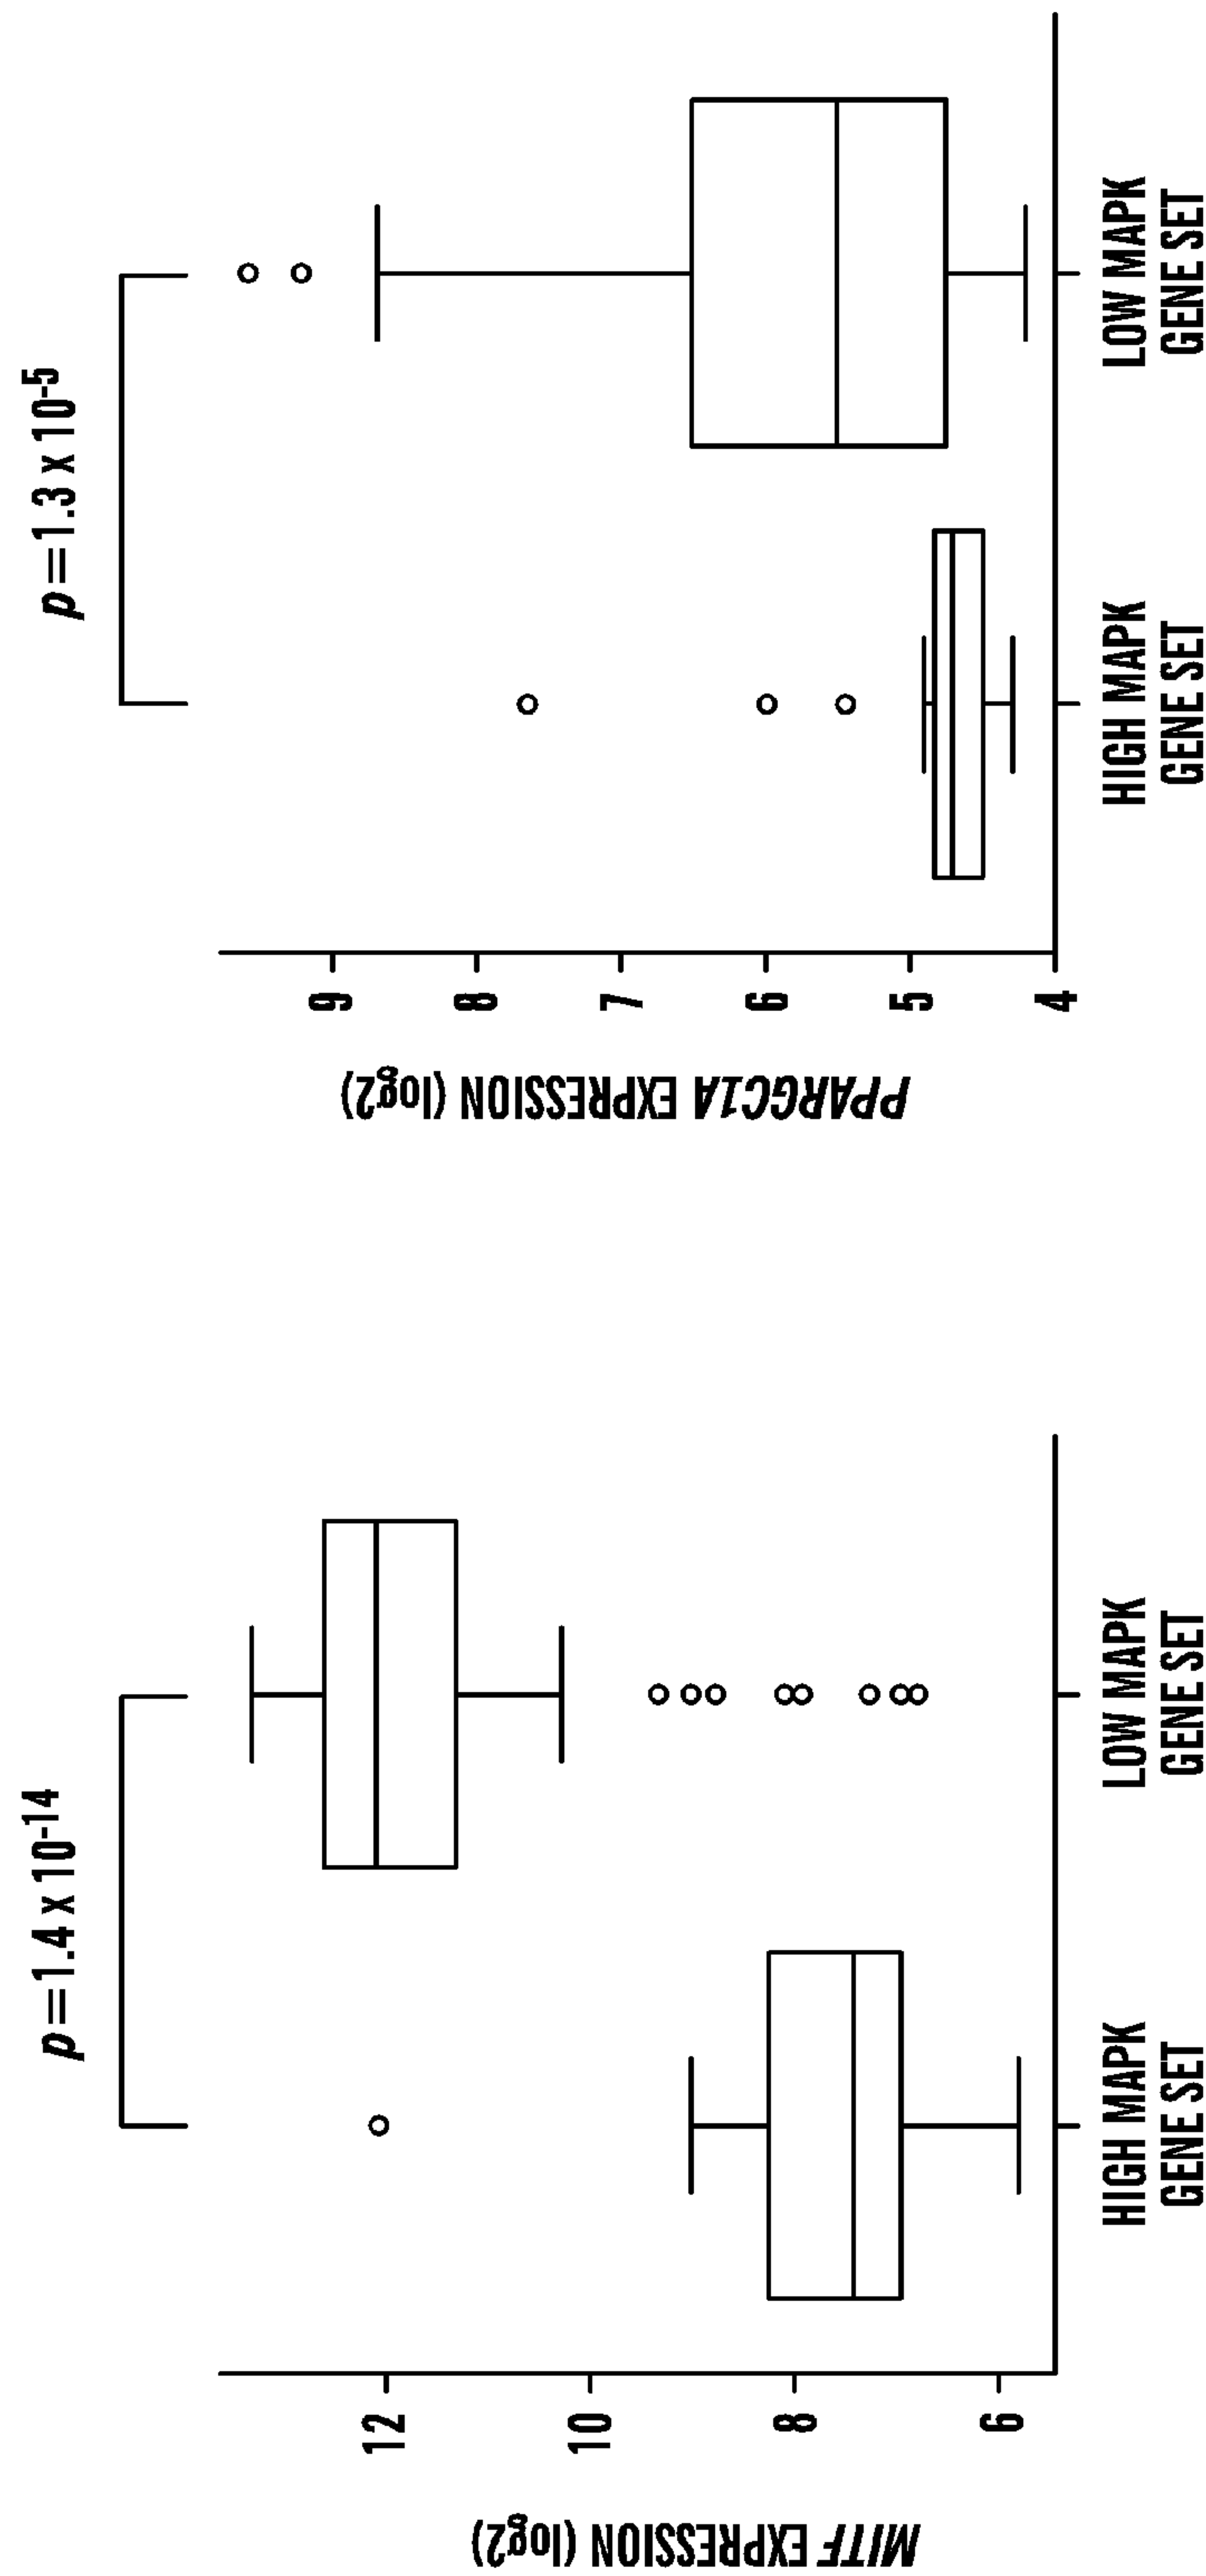 p=1.4 x 10-14
MITF EXPRESSION (log2)
12
10
8
6
HIGH MAPK
GENE SET
LOW MAPK
GENE SET
p=1.3 x 10-5
PPARGC1A EXPRESSION (log2)
9
8
7
6
5
4
HIGH MAPK
GENE SET
LOW MAPK
GENE SET